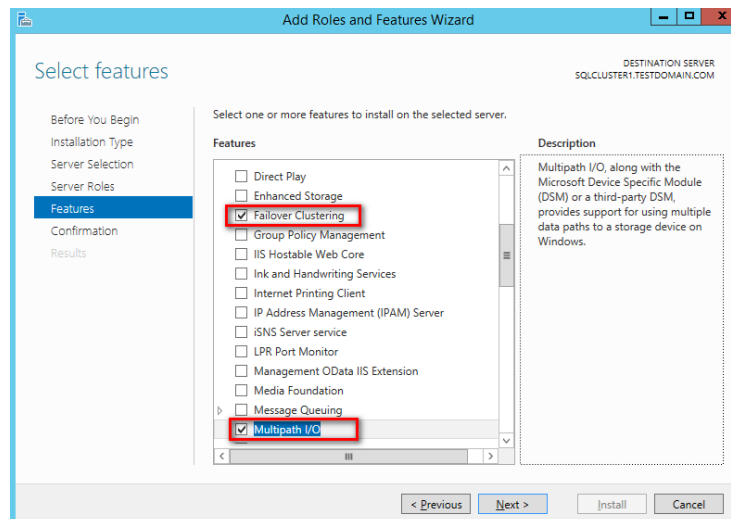 Add Roles and Features Wizard
Select features
DESTINATION SERVER
SQLCLUSTER1.TESTDOMAIN.COM
Before You Begin
Installation Type
Server Selection
Server Roles
Features
Confirmation
Results
Select one or more features to install on the selected server.
Features
Direct Play
Enhanced Storage
Failover Clustering
Group Policy Management
IIS Hostable Web Core
Ink and Handwriting Services
Internet Printing Client
IP Address Management (IPAM) Server
iSNS Server service
LPR Port Monitor
Management OData IIS Extension
Media Foundation
Message Queuing
Multipath I/O
Description
Multipath I/O, along with the
Microsoft Device Specific Module
(DSM) or a third-party DSM,
provides support for using multiple
data paths to a storage device on
Windows.
< Previous
Next >
Install
Cancel